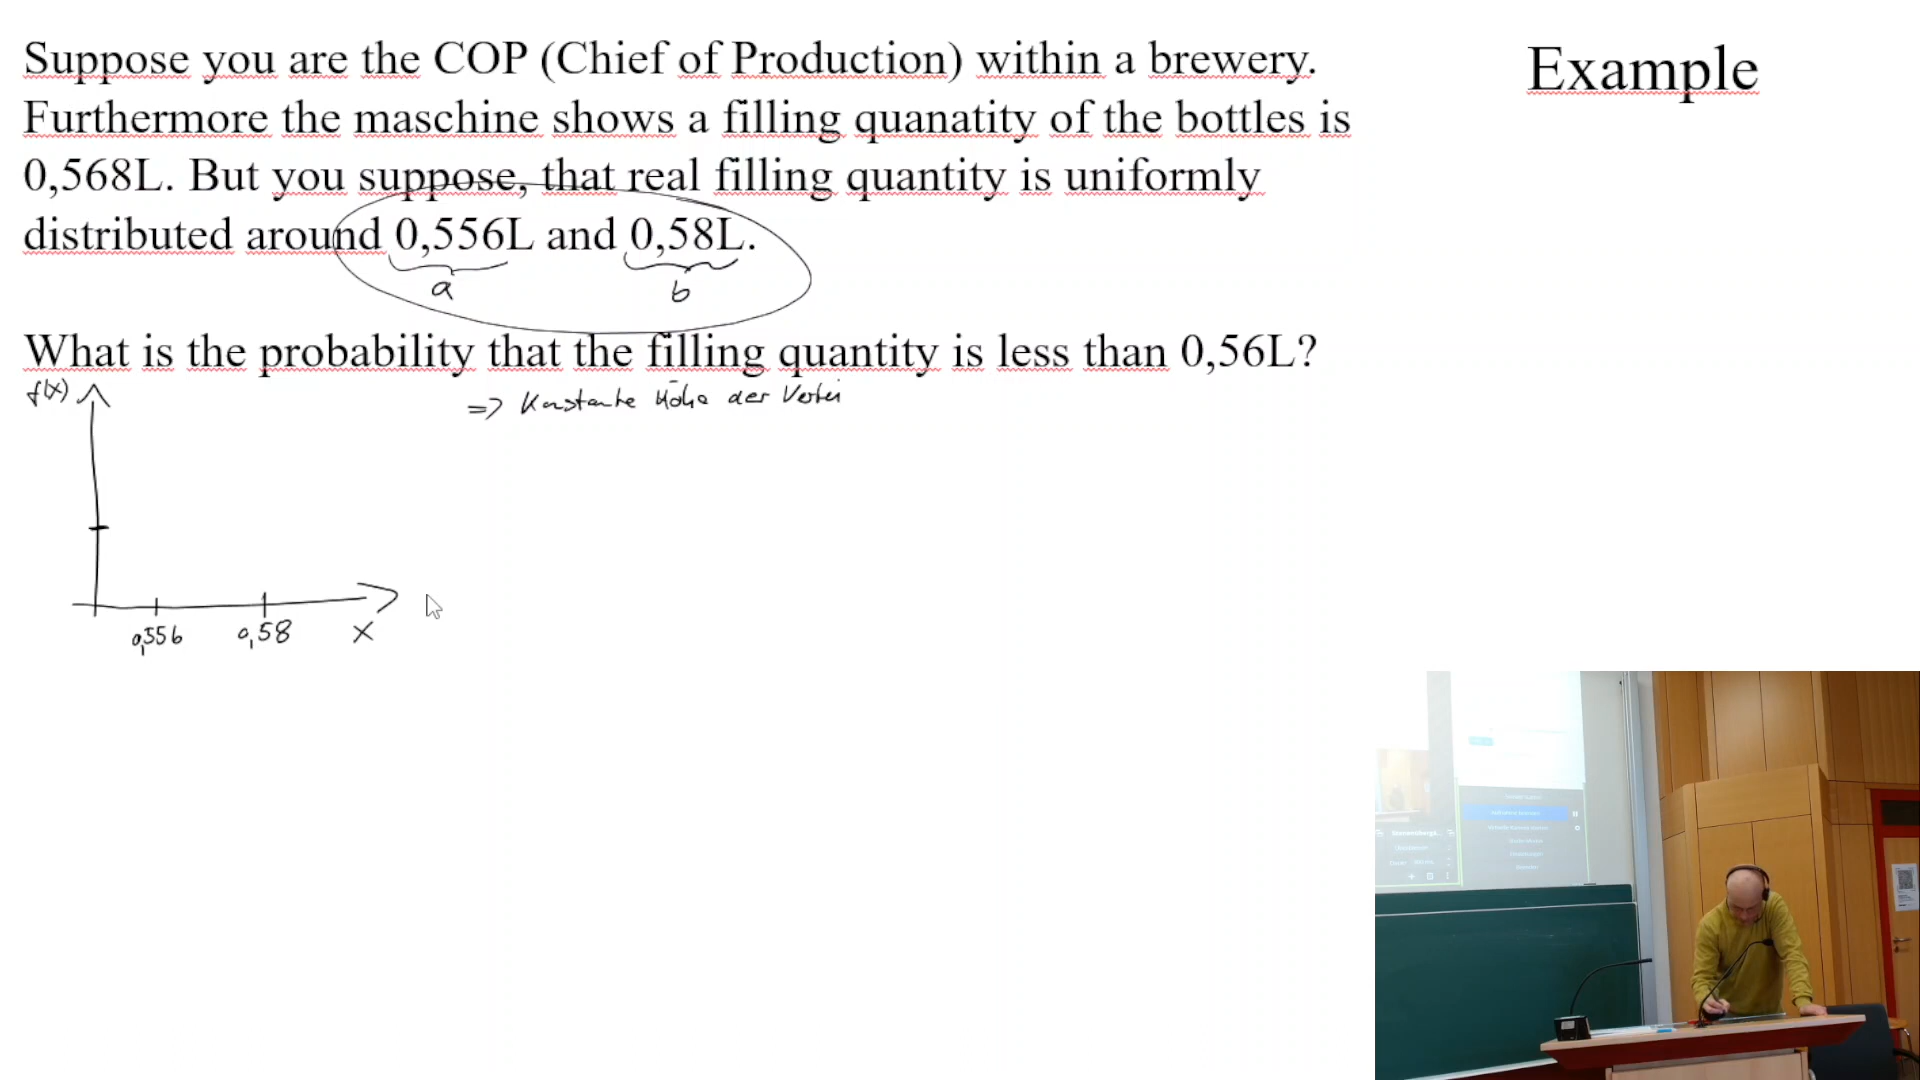 Suppose you are the COP (Chief of Production) within a brewery.
Example
Furthermore the maschine shows a filling quanatity of the bottles is
0,568L. But you suppose, that real filling quantity is uniformly
distributed around 0,556L and 0,58L.
a b
What is the probability that the filling quantity is less than 0,56L?
f(x)
=> Konstante Höhe der Vertei
0,556 0,58 x